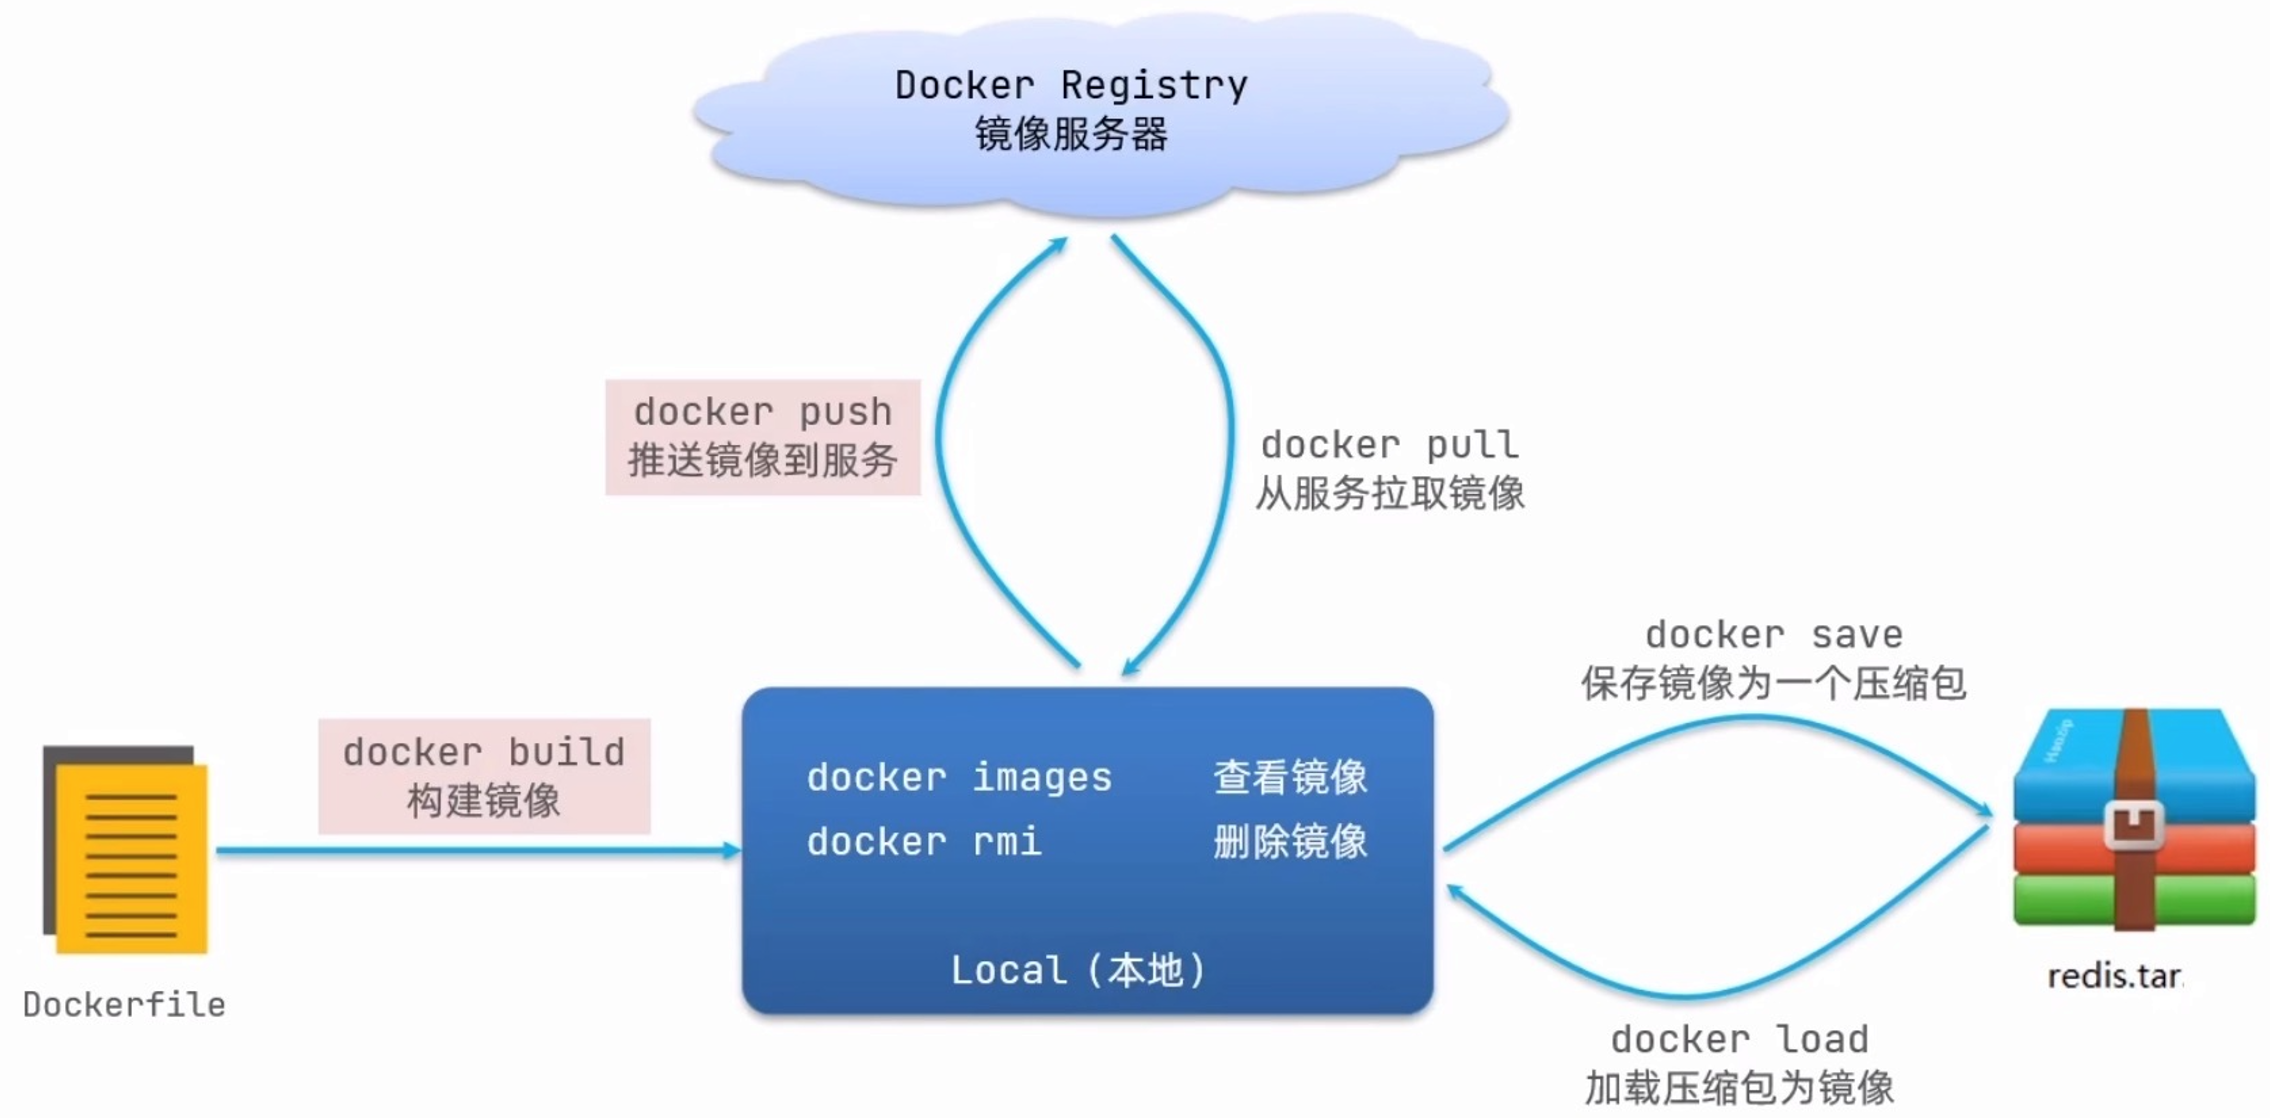 Docker Registry
镜像服务器
docker push
推送镜像到服务
docker pull
从服务拉取镜像
docker save
保存镜像为一个压缩包
docker build
构建镜像
docker images 查看镜像
docker rmi 删除镜像
Local（本地）
Haozip
redis.tar.
Dockerfile
docker load
加载压缩包为镜像